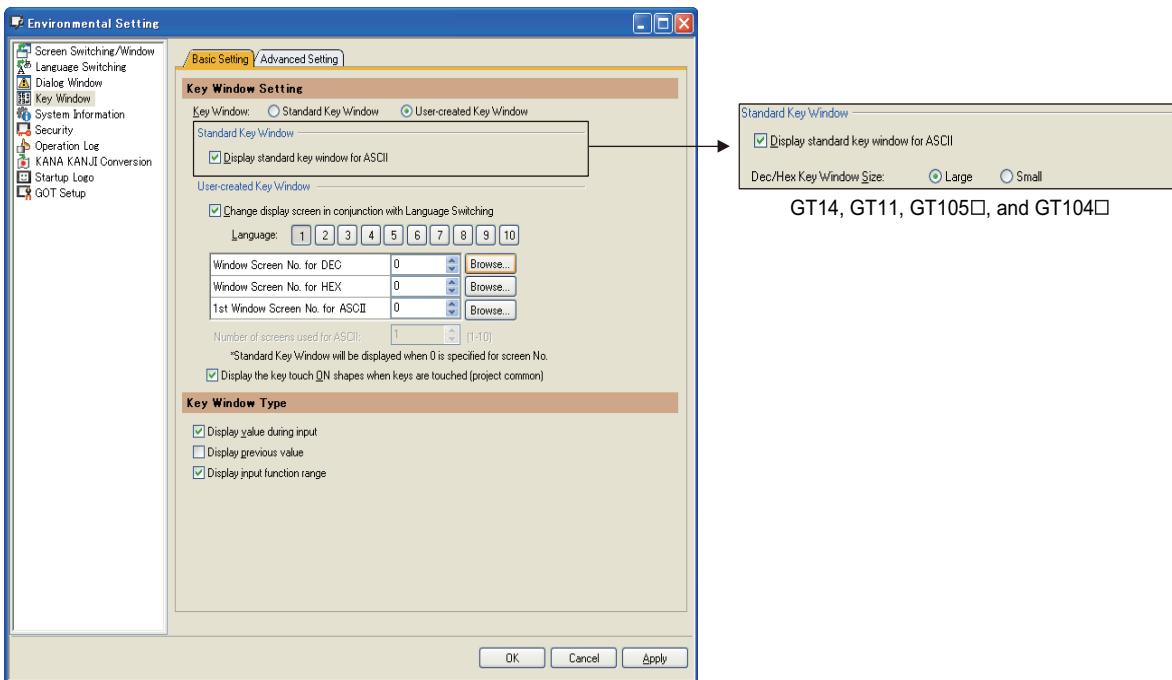 Environmental Setting
Screen Switching/Window
Language Switching
Dialog Window
Key Window
System Information
Security
Operation Log
KANA KANJI Conversion
Startup Logo
GOT Setup
Basic Setting
Advanced Setting
Key Window Setting
Key Window: Standard Key Window User-created Key Window
Standard Key Window
Display standard key window for ASCII
User-created Key Window
Change display screen in conjunction with Language Switching
Language: 1 2 3 4 5 6 7 8 9 10
Window Screen No. for DEC 0 Browse...
Window Screen No. for HEX 0 Browse...
1st Window Screen No. for ASCII 0 Browse...
Number of screens used for ASCII: 1 (1-10)
*Standard Key Window will be displayed when 0 is specified for screen No.
Display the key touch ON shapes when keys are touched (project common)
Key Window Type
Display value during input
Display previous value
Display input function range
OK Cancel Apply
Standard Key Window
Display standard key window for ASCII
Dec/Hex Key Window Size: Large Small
GT14, GT11, GT105□, and GT104□